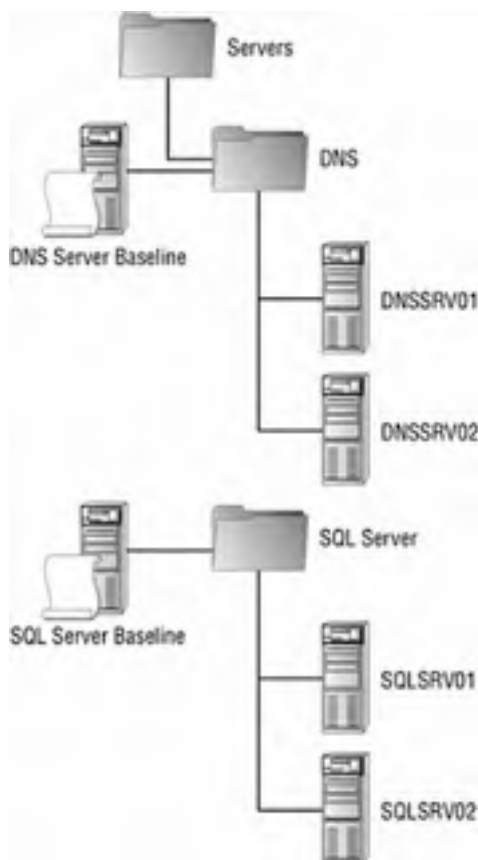 Servers
DNS
DNS Server Baseline
DNSSRV01
DNSSRV02
SQL Server
SQL Server Baseline
SQLSRV01
SQLSRV02